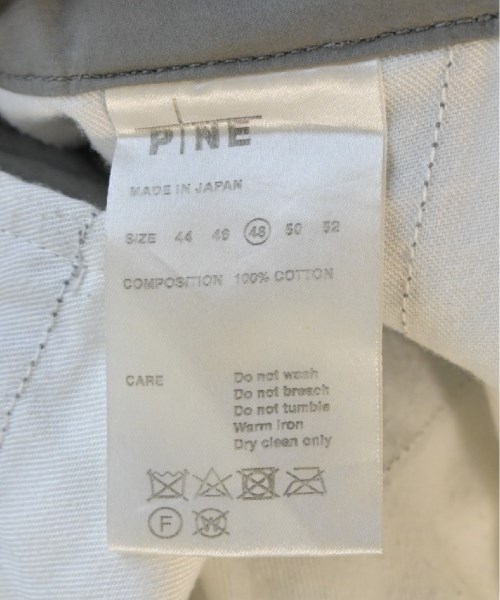 PINE
MADE IN JAPAN
SIZE 44 46 48 50 52
COMPOSITION 100% COTTON
CARE Do not wash
Do not breach
Do not tumble
Warm iron
Dry clean only
F W